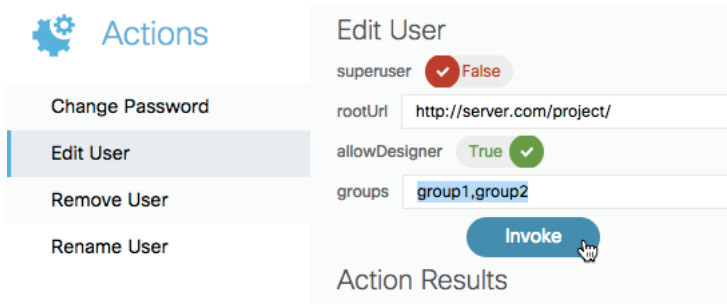 Actions
Change Password
Edit User
Remove User
Rename User
Edit User
superuser False
rootUrl http://server.com/project/
allowDesigner True
groups group1,group2
Invoke
Action Results